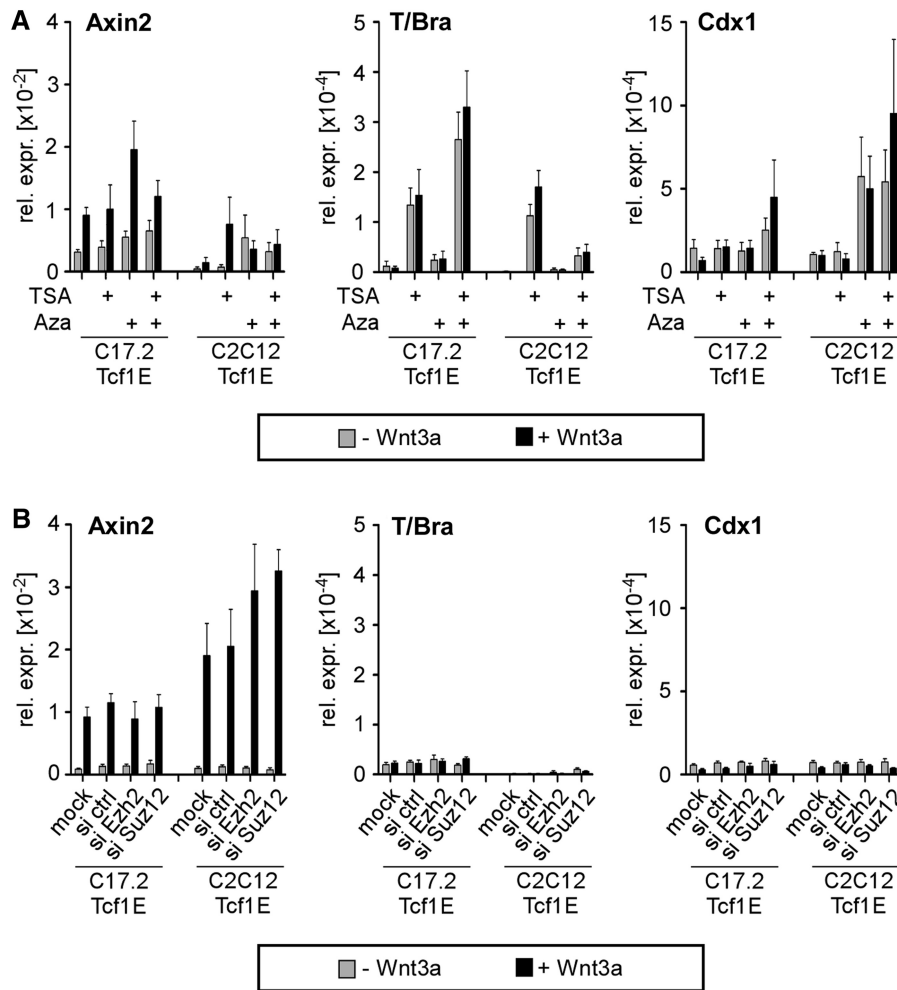 A
Axin2
T/Bra
Cdx1
rel. expr. [x10-2]
4
3
2
1
0
rel. expr. [x10-4]
5
4
3
2
1
0
rel. expr. [x10-4]
15
10
5
0
TSA + + + +
Aza + + + +
C17.2 C2C12
Tcf1E Tcf1E
TSA + + + +
Aza + + + +
C17.2 C2C12
Tcf1E Tcf1E
TSA + + + +
Aza + + + +
C17.2 C2C12
Tcf1E Tcf1E
- Wnt3a + Wnt3a
B
Axin2
T/Bra
Cdx1
rel. expr. [x10-2]
4
3
2
1
0
rel. expr. [x10-4]
5
4
3
2
1
0
rel. expr. [x10-4]
15
10
5
0
mock si ctrl si Ezh2 si Suz12 mock si ctrl si Ezh2 si Suz12
C17.2 C2C12
Tcf1E Tcf1E
mock si ctrl si Ezh2 si Suz12 mock si ctrl si Ezh2 si Suz12
C17.2 C2C12
Tcf1E Tcf1E
mock si ctrl si Ezh2 si Suz12 mock si ctrl si Ezh2 si Suz12
C17.2 C2C12
Tcf1E Tcf1E
- Wnt3a + Wnt3a